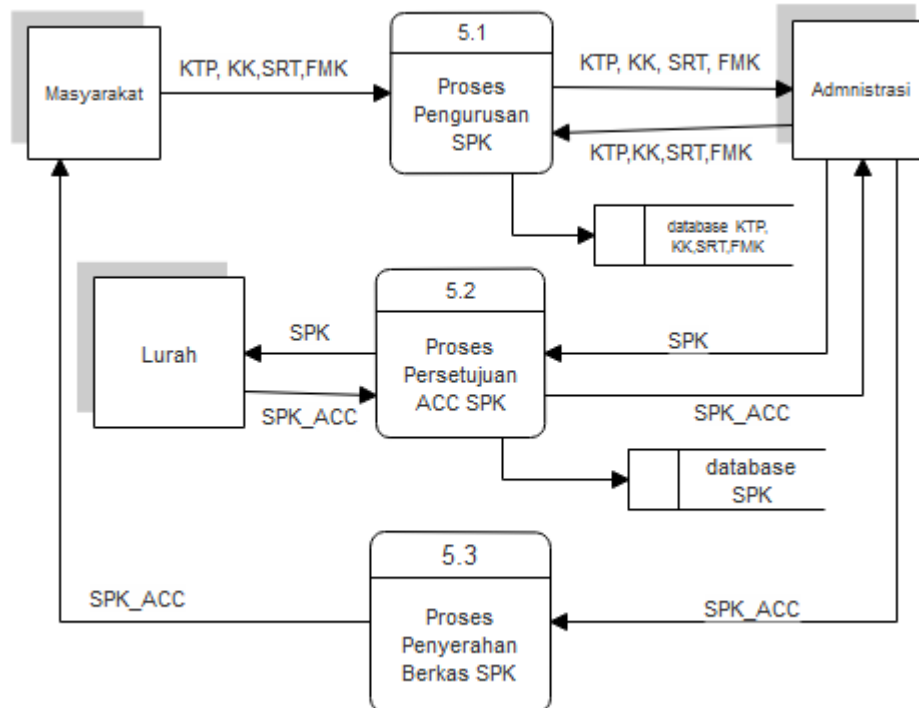 5.1
KTP, KK,SRT,FMK
KTP, KK, SRT, FMK
Masyarakat
Proses
Pengurusan
SPK
Admnistrasi
KTP,KK,SRT,FMK
database KTP,
KK,SRT,FMK
5.2
SPK
SPK
Lurah
Proses
Persetujuan
ACC SPK
SPK_ACC
SPK_ACC
database
SPK
5.3
SPK_ACC
SPK_ACC
Proses
Penyerahan
Berkas SPK